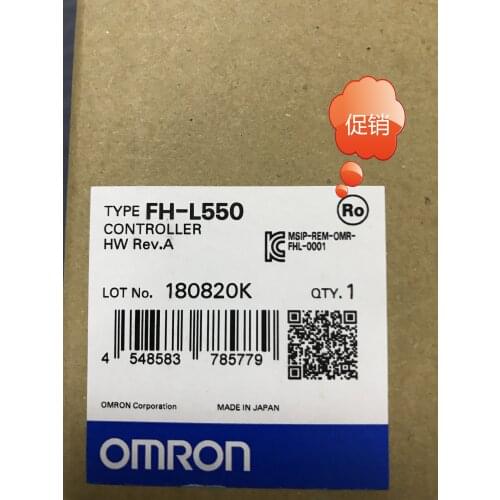 促销
TYPE FH-L550
CONTROLLER
HW Rev.A
Ro
MSIP-REM-OMR-
FHL-0001
LOT No. 180820K
QTY. 1
4 548583 785779
OMRON Corporation
MADE IN JAPAN
OMRON